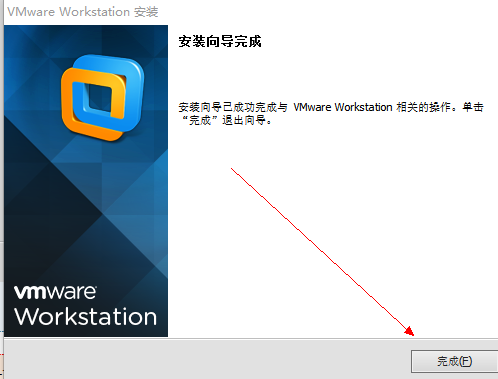 VMware Workstation 安装
安装向导完成
安装向导已成功完成与 VMware Workstation 相关的操作。单击
“完成”退出向导。
vmware
Workstation
完成(F)